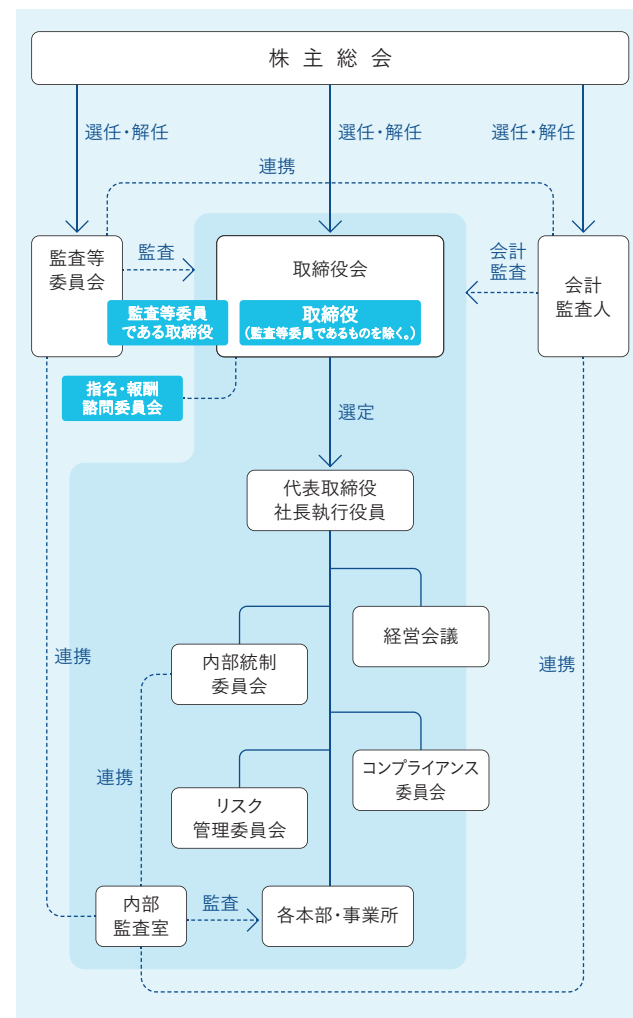 株主総会
選任・解任
選任・解任
選任・解任
連携
監査等
委員会
監査
取締役会
会計
監査
会計
監査人
監査等委員
である取締役
取締役
（監査等委員であるものを除く。）
指名・報酬
諮問委員会
選定
代表取締役
社長執行役員
経営会議
内部統制
委員会
連携
連携
連携
コンプライアンス
委員会
リスク
管理委員会
内部
監査室
監査
各本部・事業所